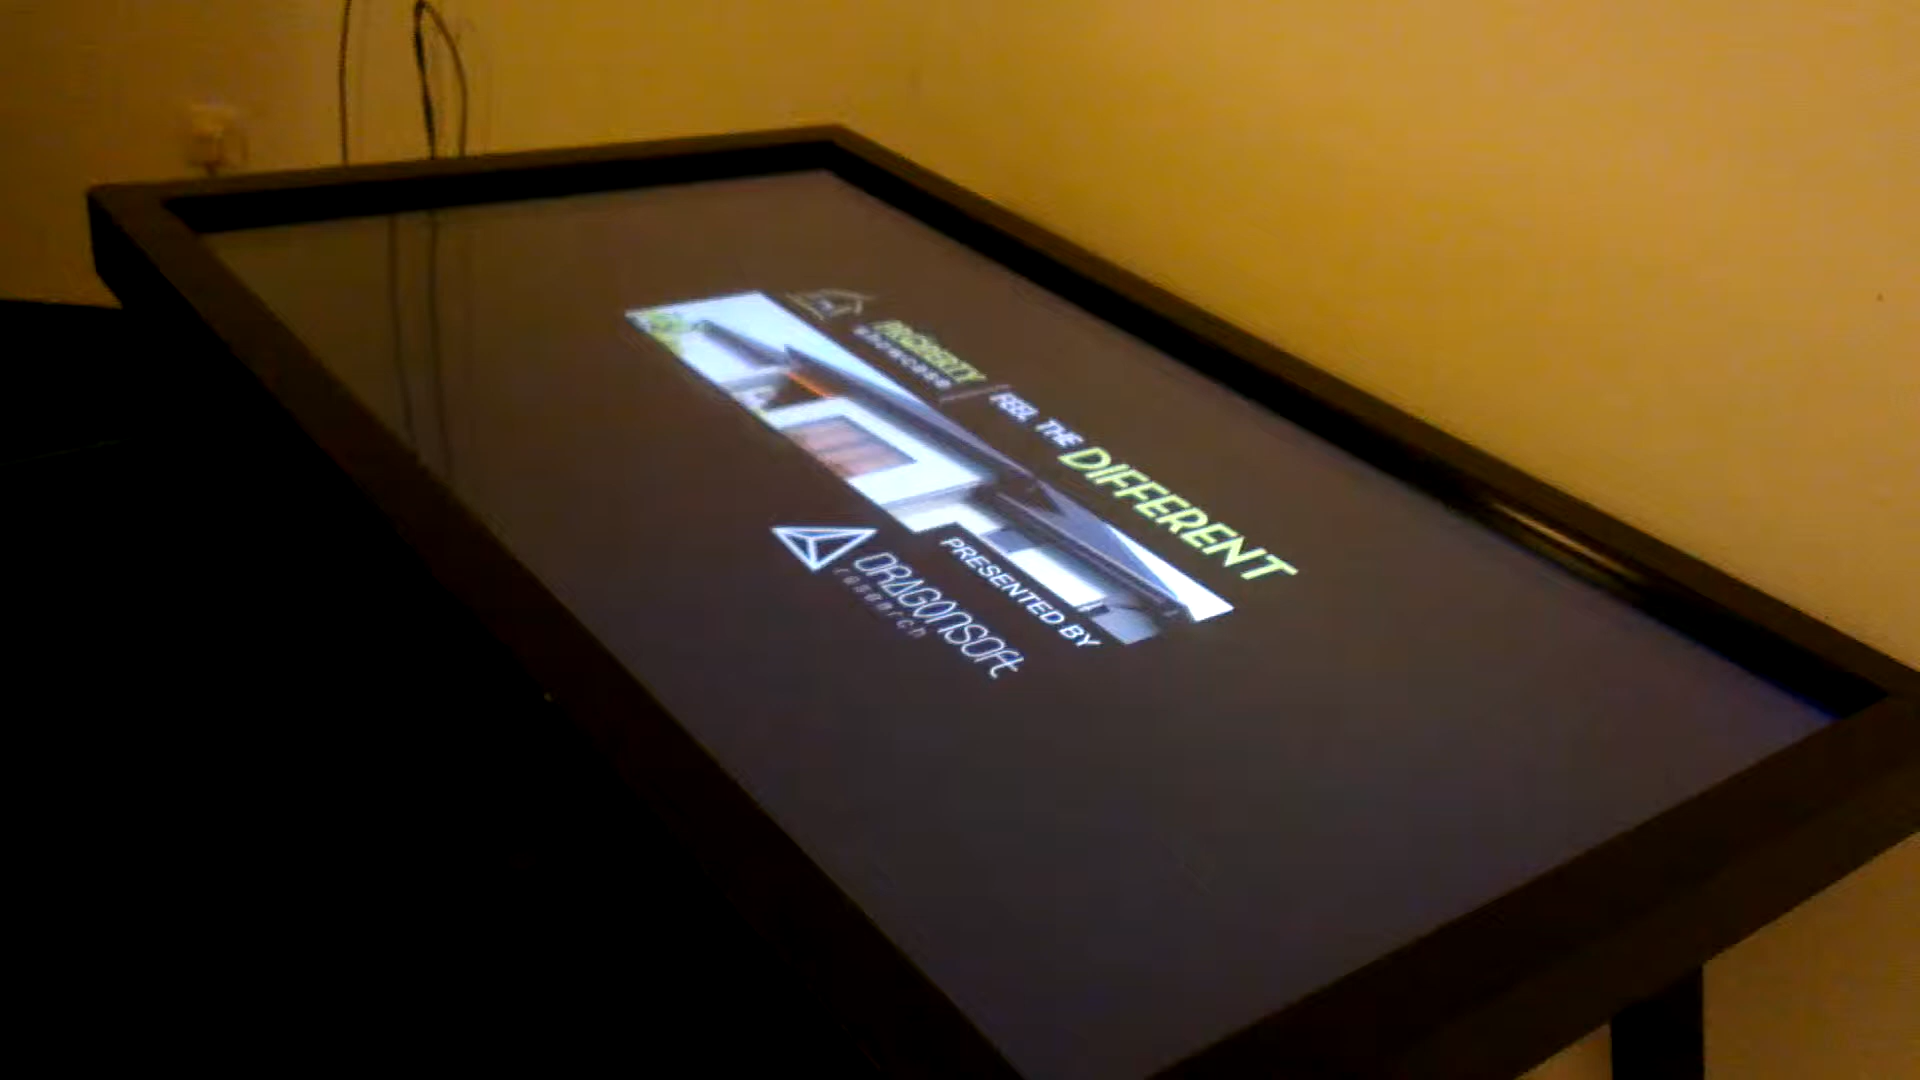 PROPERTY
showcase
FEEL THE DIFFERENT
PRESENTED BY
DRAGONSOFt
research